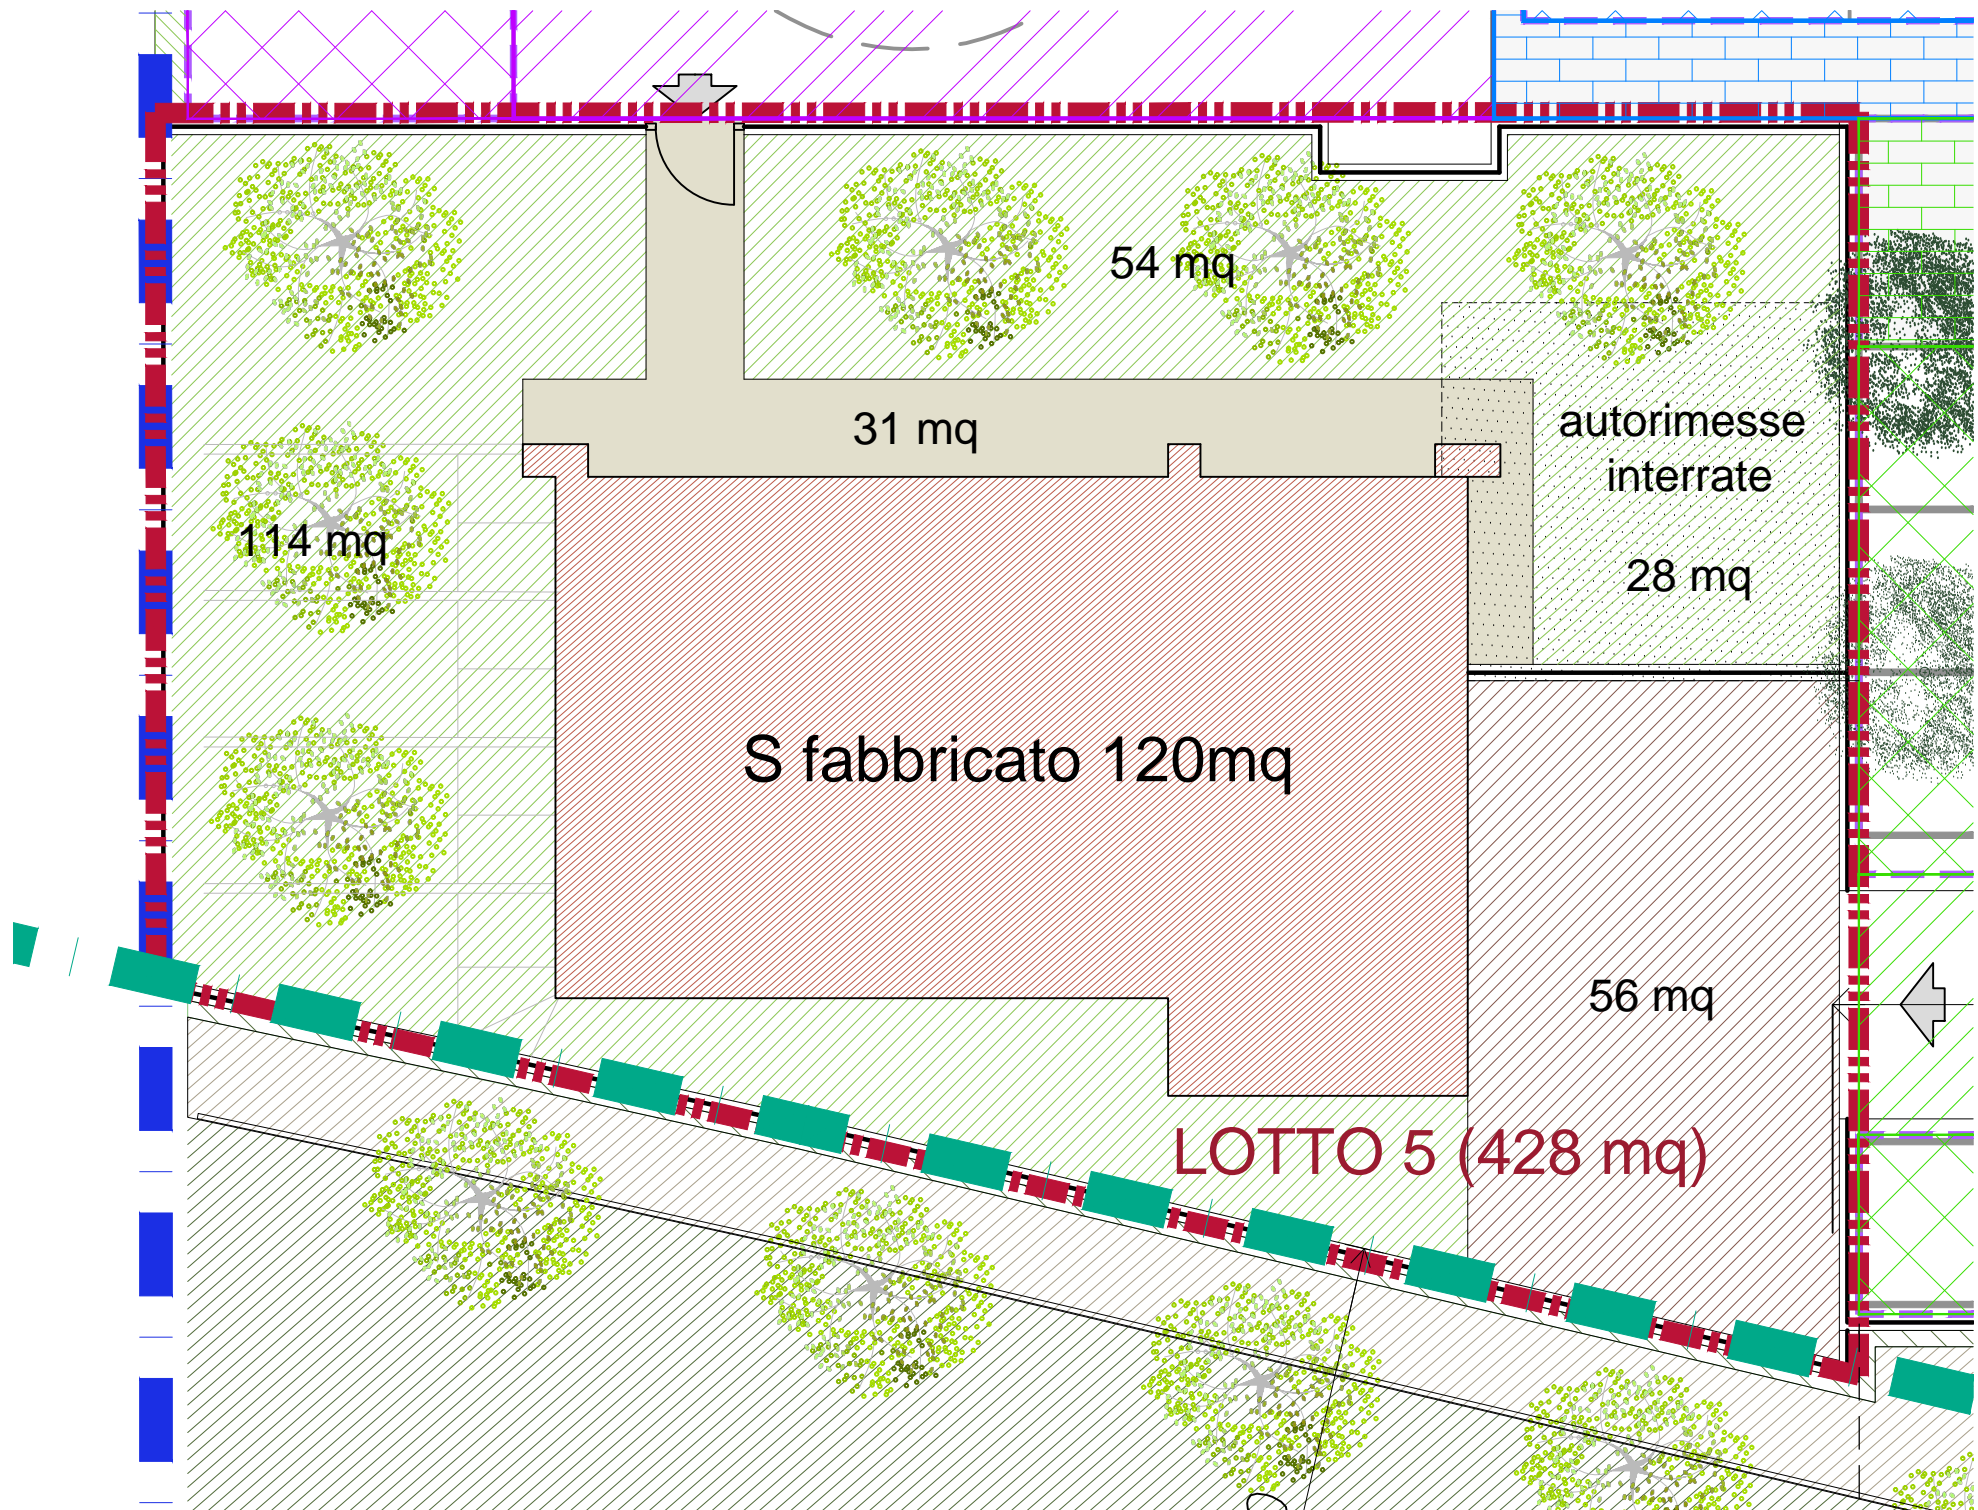 54 mq
31 mq
autorimesse
interrate
114 mq
28 mq
S fabbricato 120mq
56 mq
LOTTO 5 (428 mq)